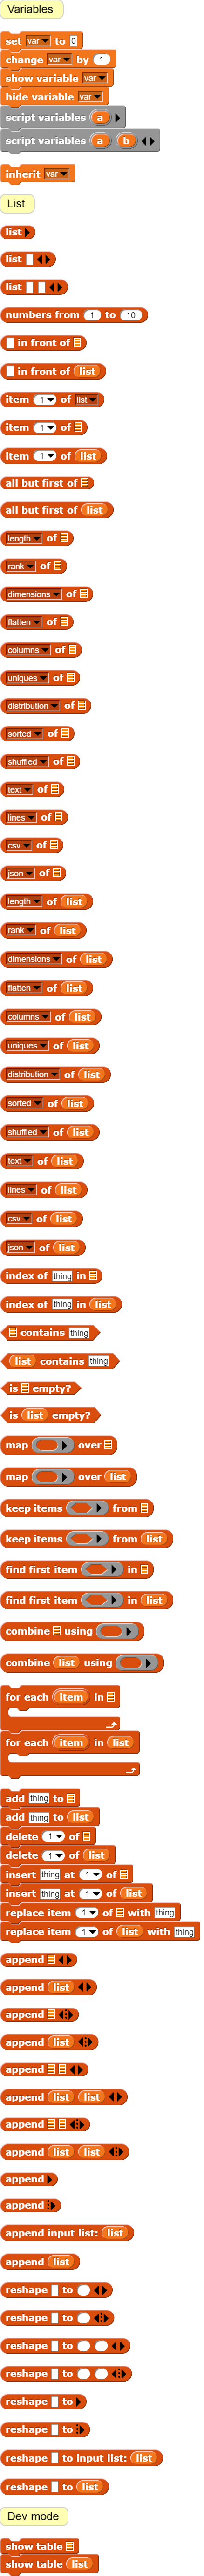 Variables
set var to 0
change var by 1
show variable var
hide variable var
script variables a
script variables a b
inherit var
List
list
list
list
numbers from 1 to 10
in front of
in front of list
item 1 of list
item 1 of
item 1 of list
all but first of
all but first of list
length of
rank of
dimensions of
flatten of
columns of
uniques of
distribution of
sorted of
shuffled of
text of
lines of
csv of
json of
length of list
rank of list
dimensions of list
flatten of list
columns of list
uniques of list
distribution of list
sorted of list
shuffled of list
text of list
lines of list
csv of list
json of list
index of thing in
index of thing in list
contains thing
list contains thing
is empty?
is list empty?
map over
map over list
keep items from
keep items from list
find first item in
find first item in list
combine using
combine list using
for each item in
for each item in list
add thing to
add thing to list
delete 1 of
delete 1 of list
insert thing at 1 of
insert thing at 1 of list
replace item 1 of with thing
replace item 1 of list with thing
append
append list
append
append list
append
append list list
append
append list list
append
append
append input list: list
append list
reshape to
reshape to
reshape to
reshape to
reshape to
reshape to
reshape to input list: list
reshape to list
Dev mode
show table
show table list